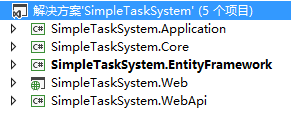 解决方案'SimpleTaskSystem' (5 个项目)
C# SimpleTaskSystem.Application
C# SimpleTaskSystem.Core
C# SimpleTaskSystem.EntityFramework
SimpleTaskSystem.Web
C# SimpleTaskSystem.WebApi